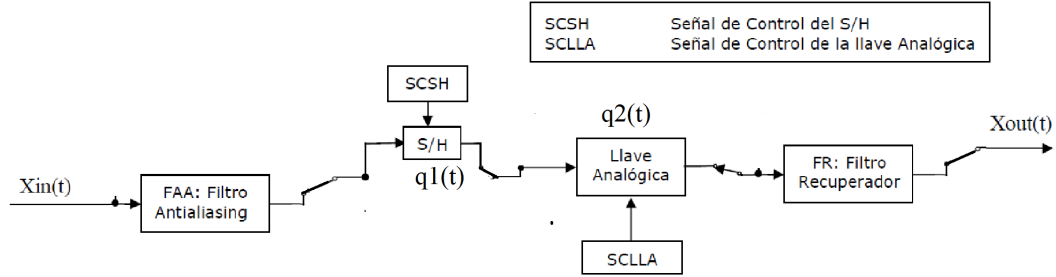 SCSH Señal de Control del S/H
SCLLA Señal de Control de la llave Analógica
SCSH
S/H
q1(t)
q2(t)
Xin(t)
FAA: Filtro
Antialiasing
Llave
Analógica
FR: Filtro
Recuperador
Xout(t)
SCLLA